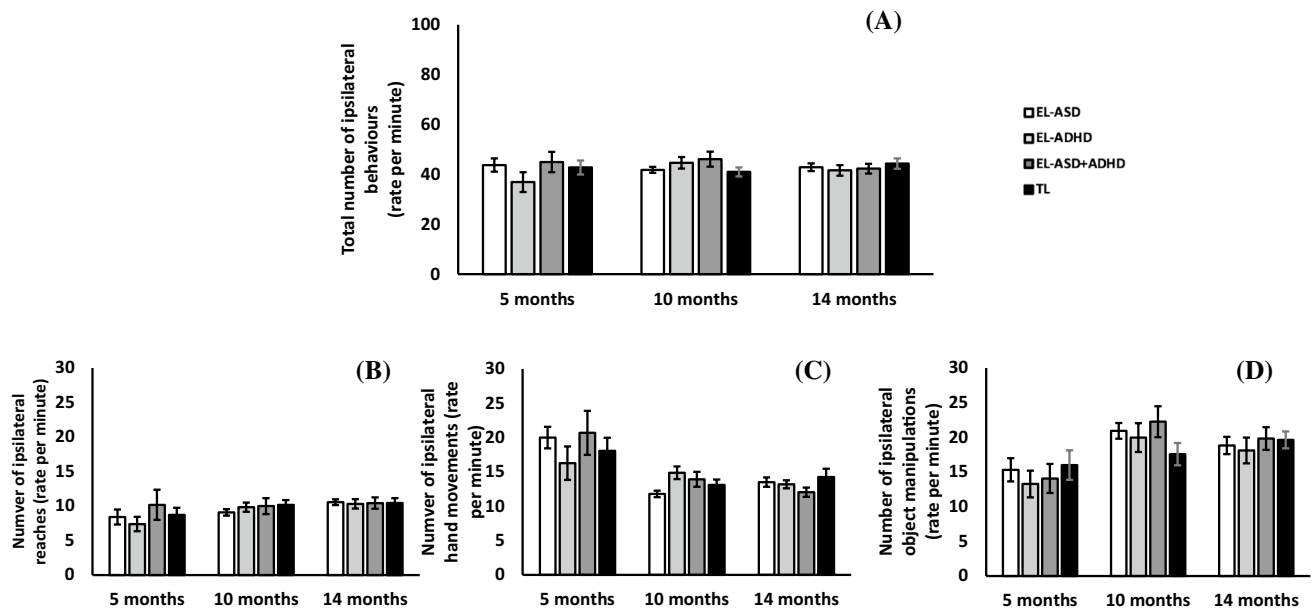 (A)
Total number of ipsilateral
behaviours
(rate per minute)
100
80
60
40
20
0
5 months
10 months
14 months
EL-ASD
EL-ADHD
EL-ASD+ADHD
TL
(B)
Numver of ipsilateral
reaches (rate per minute)
30
25
20
15
10
5
0
5 months
10 months
14 months
(C)
Numver of ipsilateral
hand movements (rate
per minute)
30
25
20
15
10
5
0
5 months
10 months
14 months
(D)
Number of ipsilateral
object manipulations
(rate per minute)
30
25
20
15
10
5
0
5 months
10 months
14 months